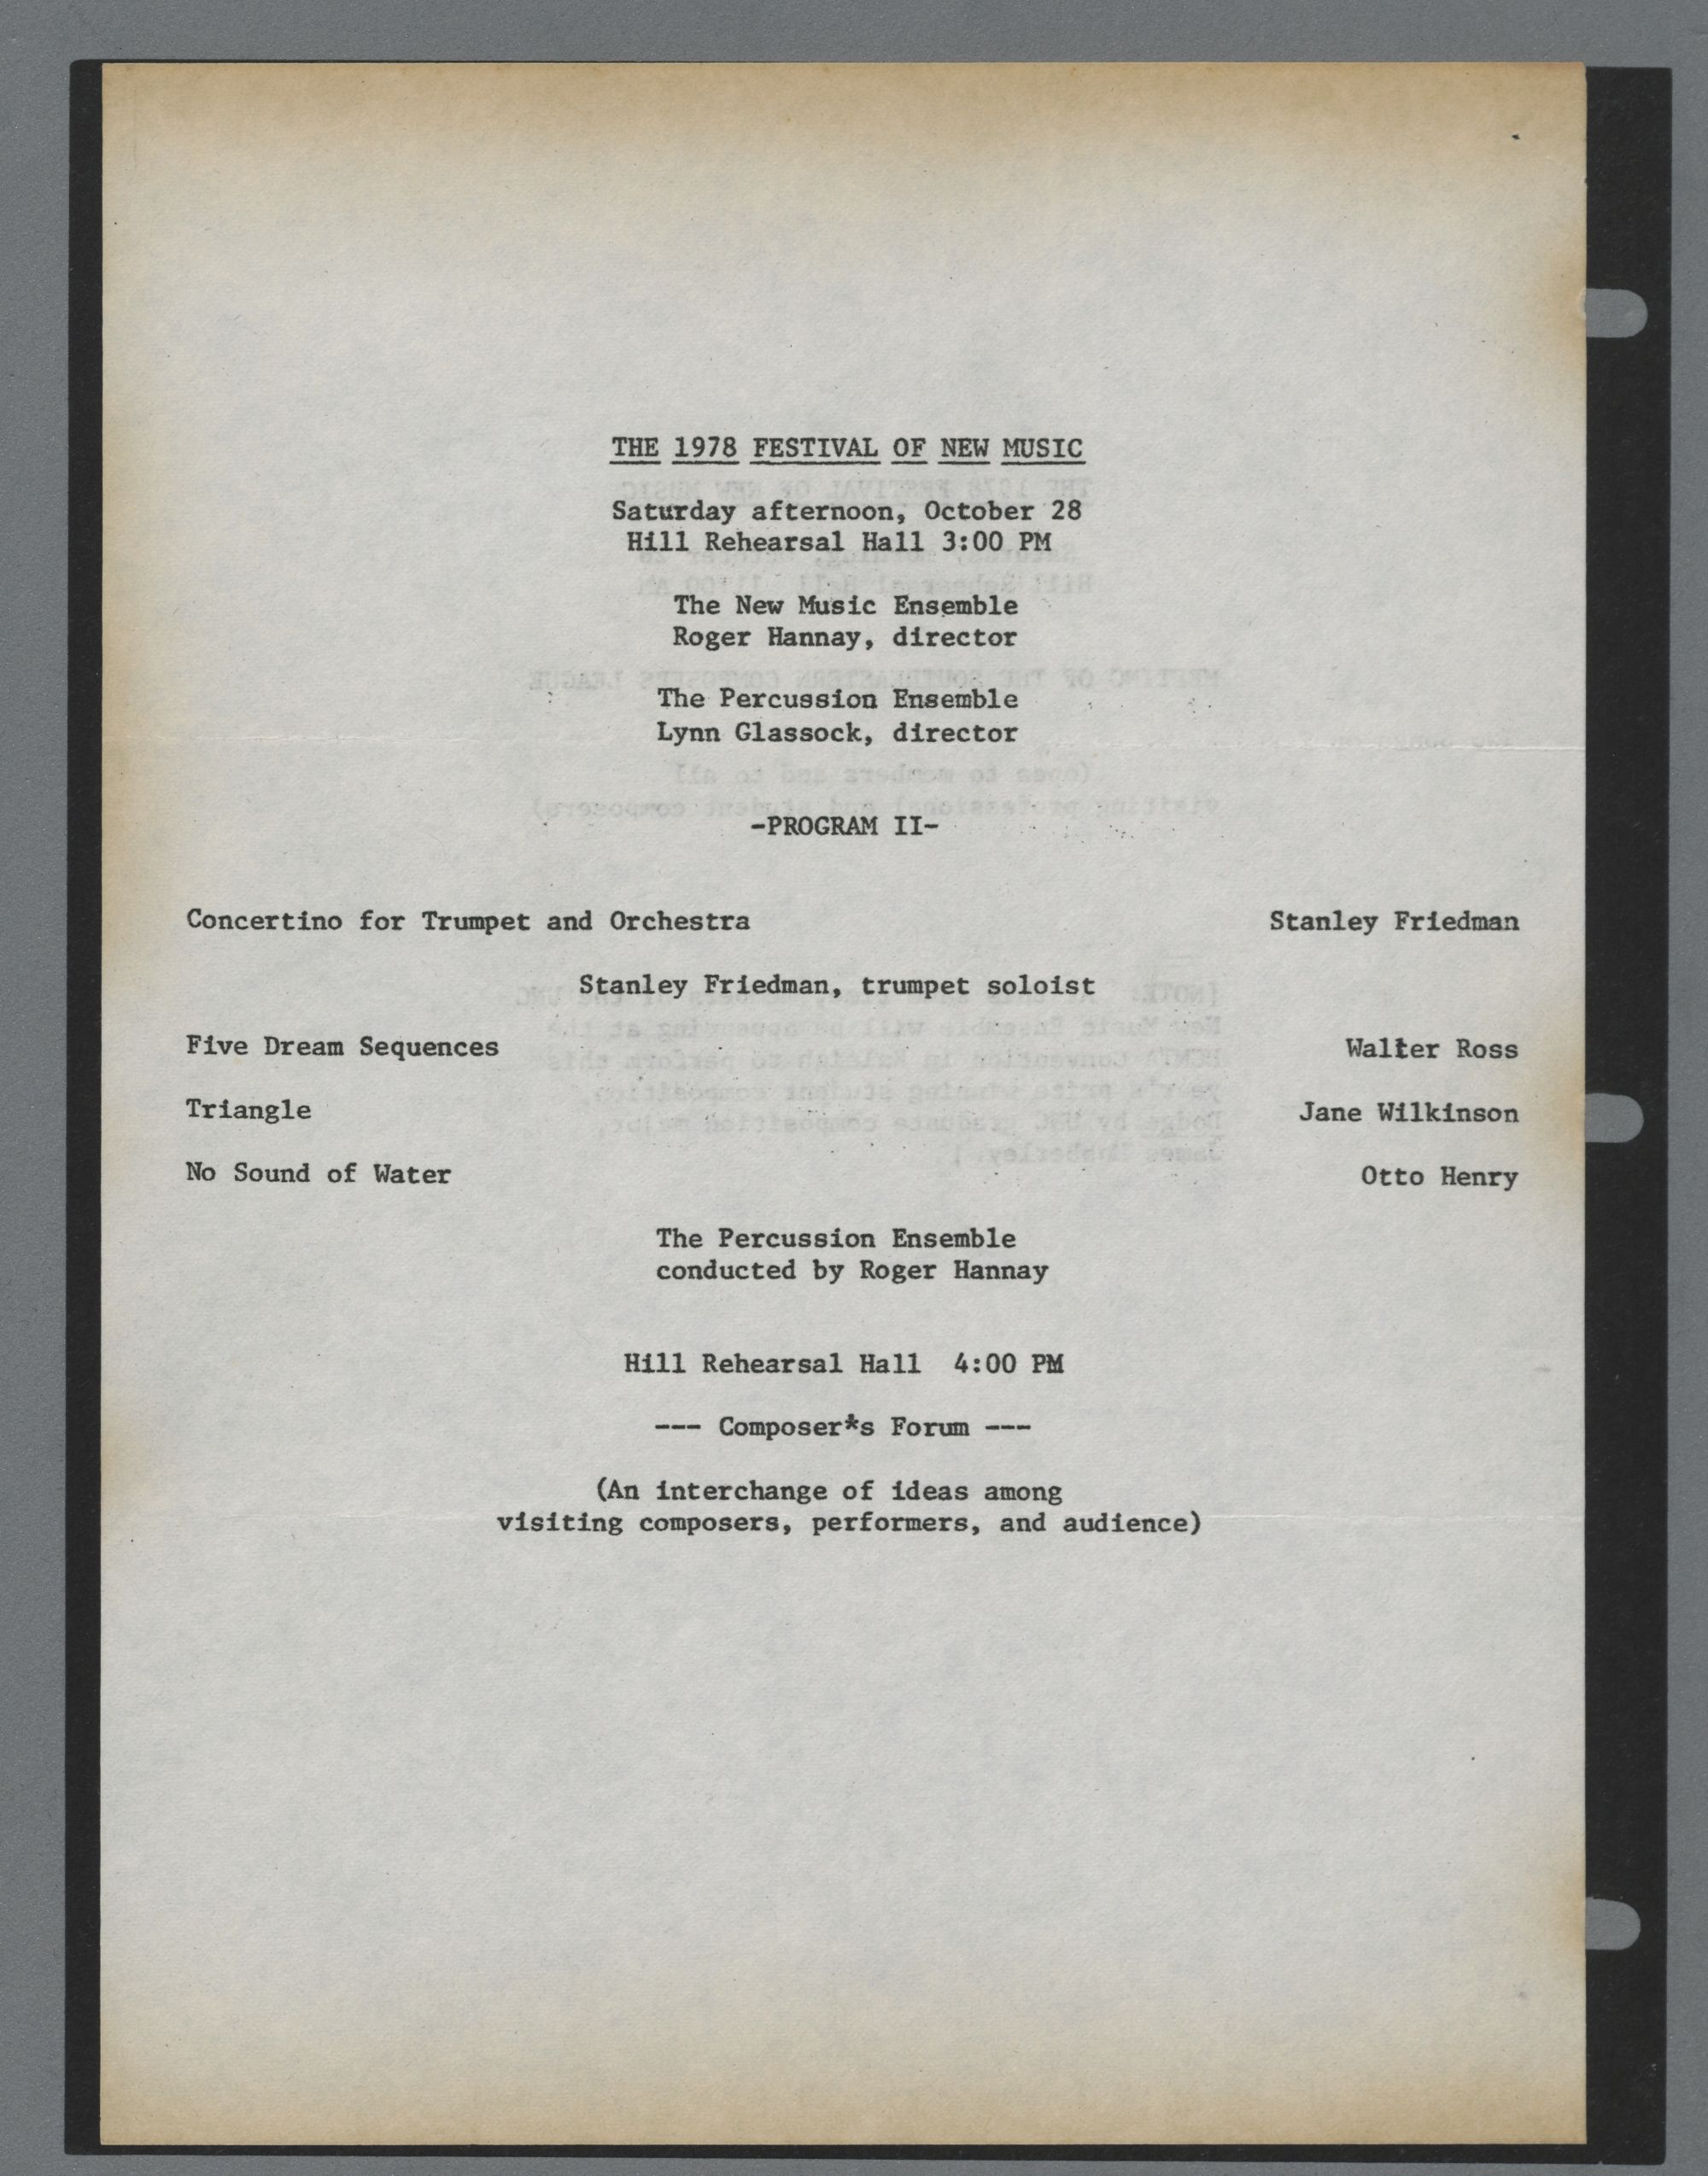 THE 1978 FESTIVAL OF NEW MUSIC
Saturday afternoon, October 28
Hill Rehearsal Hall 3:00 PM
The New Music Ensemble
Roger Hannay, director
The Percussion Ensemble
Lynn Glassock, director
-PROGRAM II-
Concertino for Trumpet and Orchestra Stanley Friedman
Stanley Friedman, trumpet soloist
Five Dream Sequences Walter Ross
Triangle Jane Wilkinson
No Sound of Water Otto Henry
The Percussion Ensemble
conducted by Roger Hannay
Hill Rehearsal Hall 4:00 PM
--- Composer*s Forum ---
(An interchange of ideas among
visiting composers, performers, and audience)